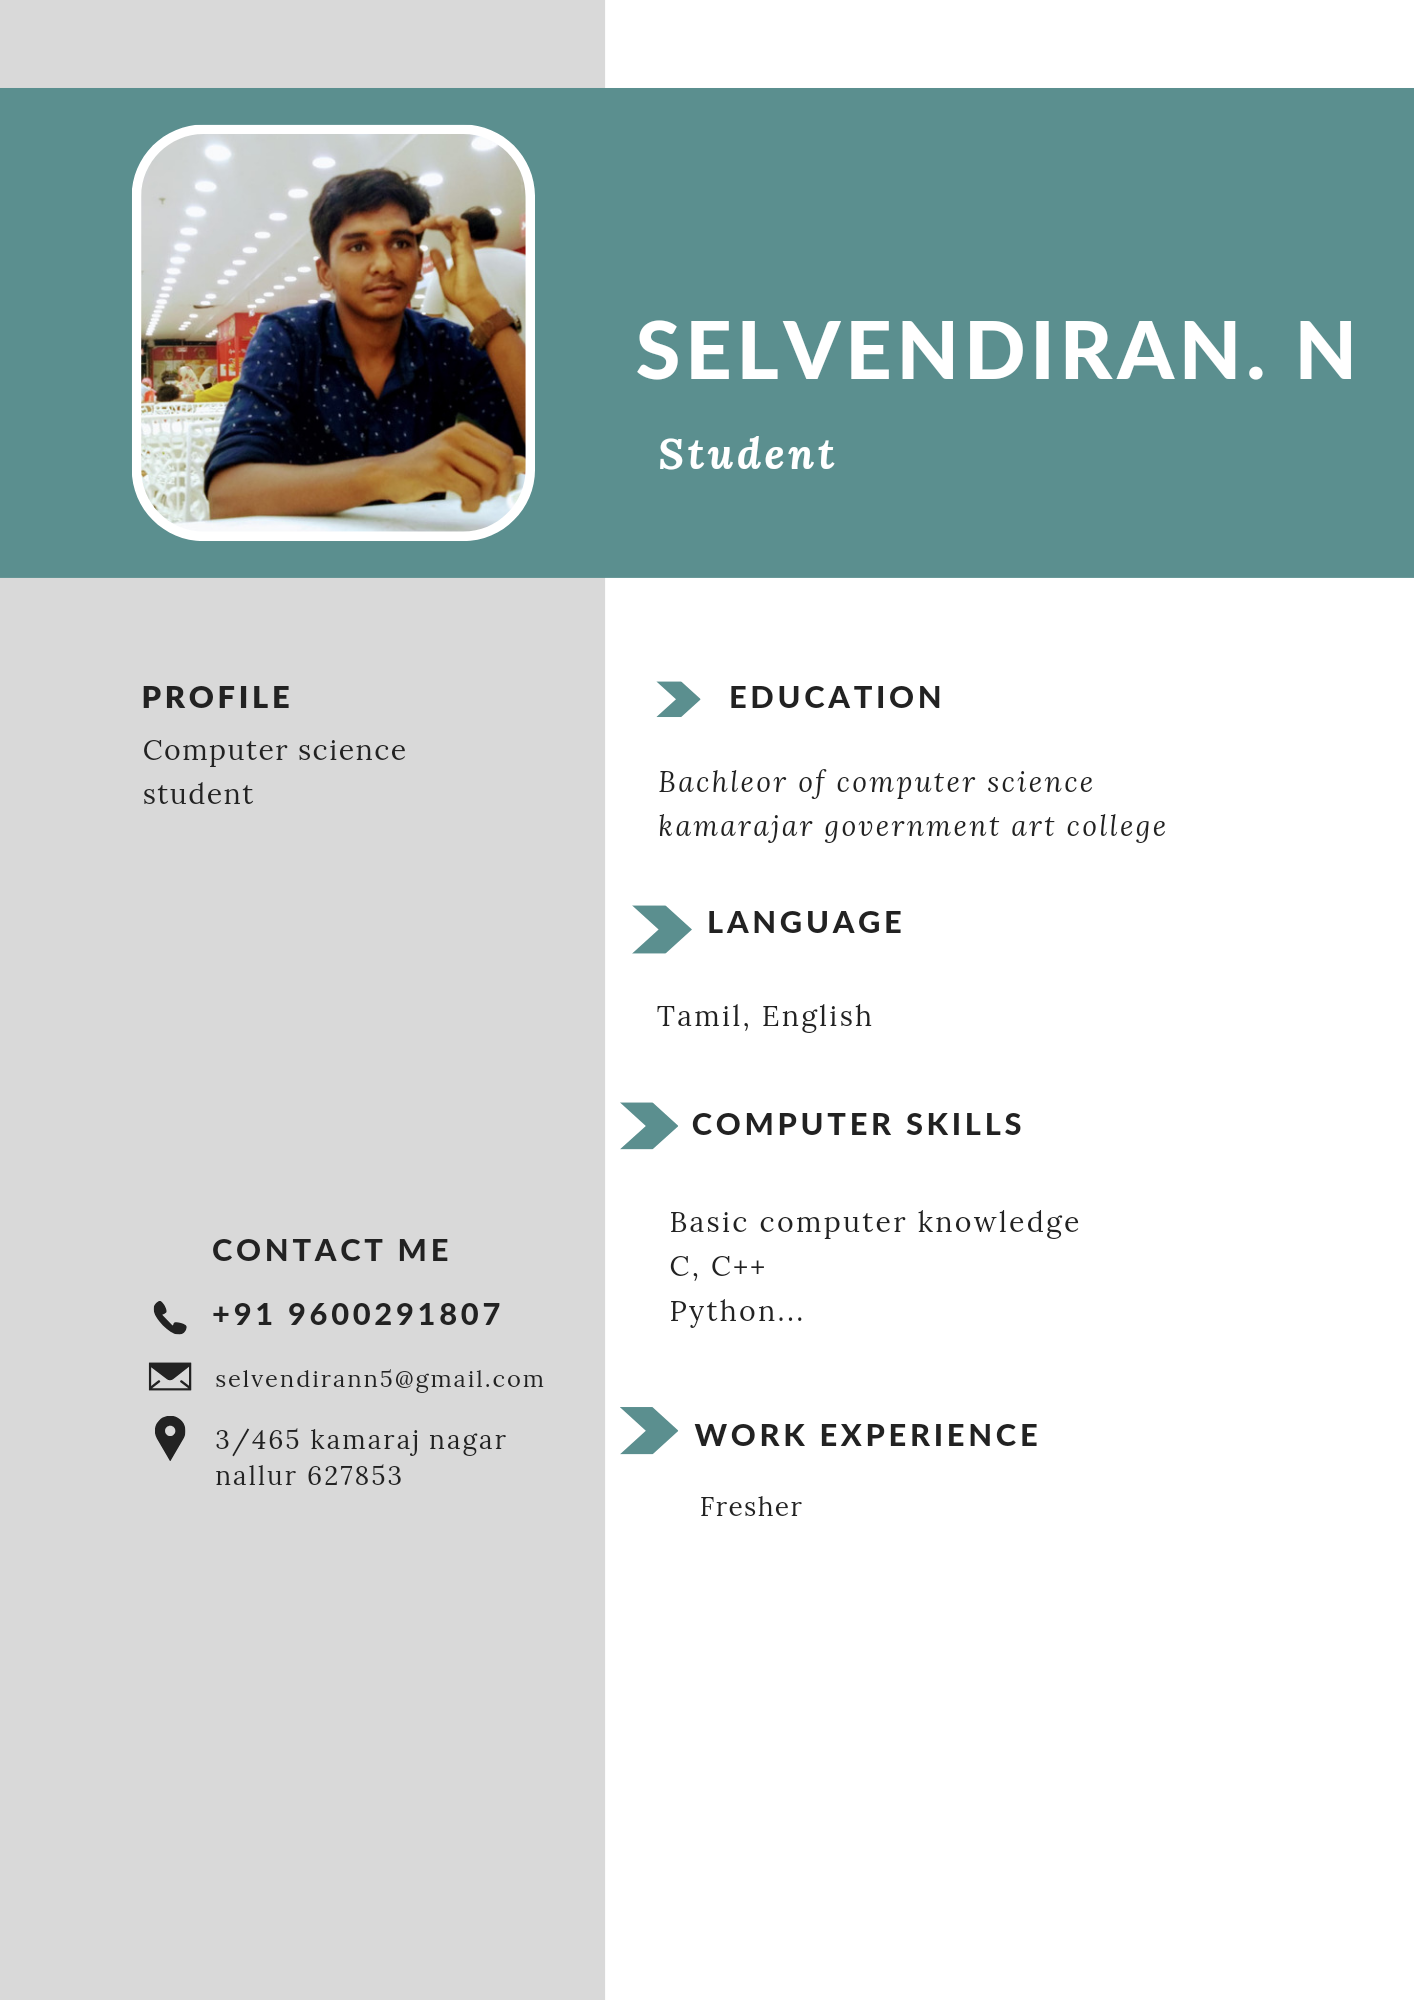 SELVENDIRAN. N
Student
PROFILE
Computer science
student
CONTACT ME
+91 9600291807
selvendirann5@gmail.com
3/465 kamaraj nagar
nallur 627853
EDUCATION
Bachleor of computer science
kamarajar government art college
LANGUAGE
Tamil, English
COMPUTER SKILLS
Basic computer knowledge
C, C++
Python...
WORK EXPERIENCE
Fresher